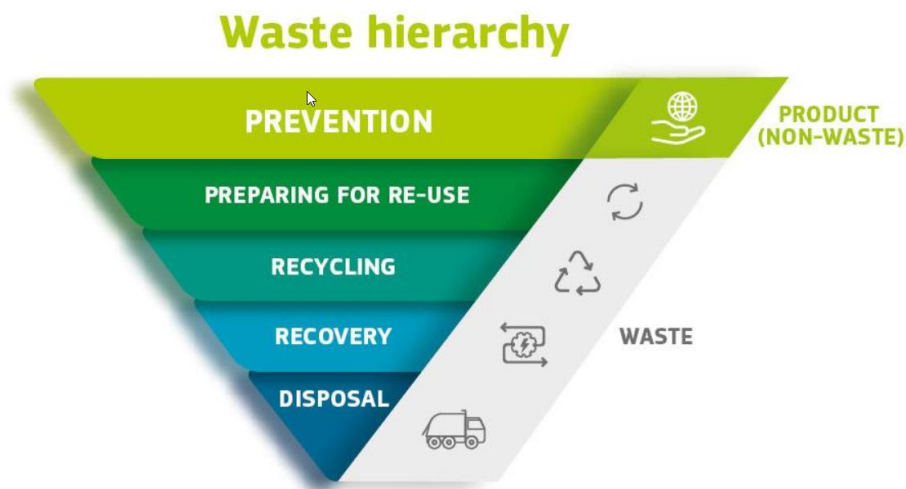 Waste hierarchy
PREVENTION
PRODUCT
(NON-WASTE)
PREPARING FOR RE-USE
RECYCLING
RECOVERY
WASTE
DISPOSAL